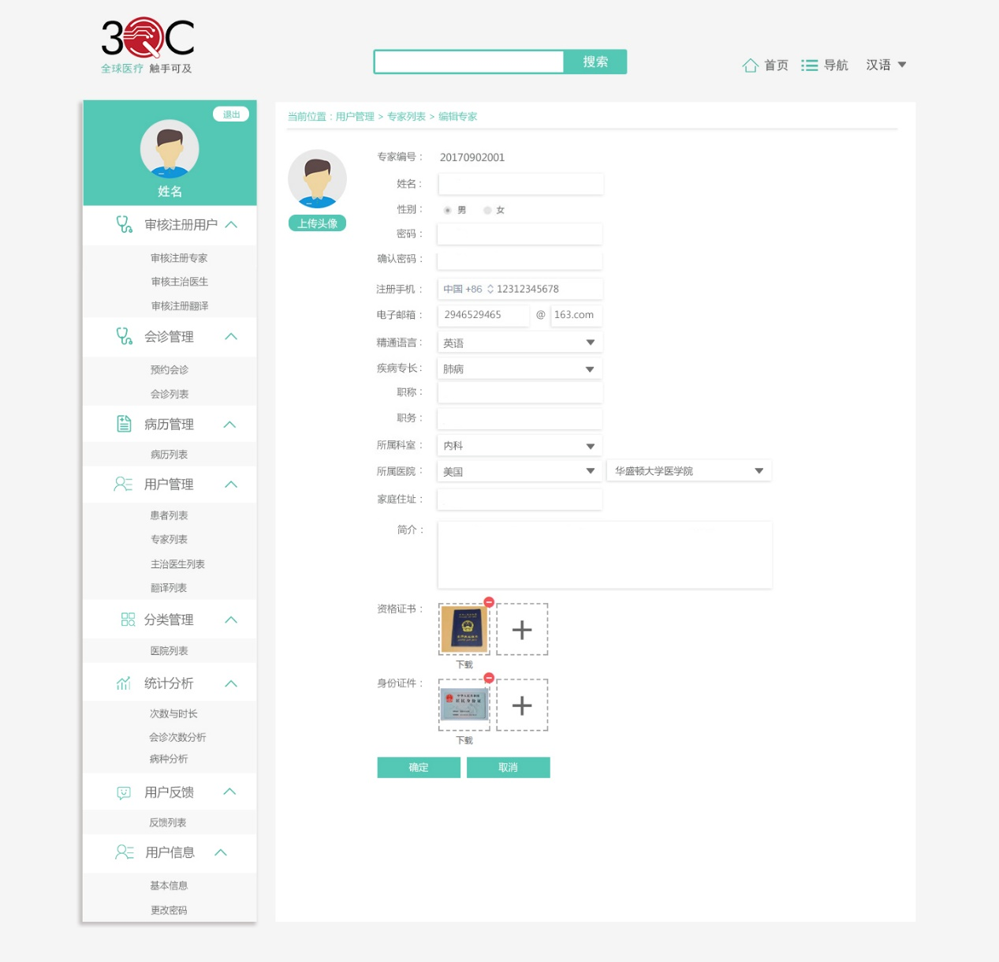 3QC
全球医疗 触手可及
搜索
首页
导航
汉语
退出
姓名
审核注册用户
审核注册专家
审核主治医生
审核注册翻译
会诊管理
预约会诊
会诊列表
病历管理
病历列表
用户管理
患者列表
专家列表
主治医生列表
翻译列表
分类管理
医院列表
统计分析
次数与时长
会诊次数分析
病种分析
用户反馈
反馈列表
用户信息
基本信息
更改密码
当前位置：用户管理 > 专家列表 > 编辑专家
上传头像
专家编号： 20170902001
姓名：
性别： 男 女
密码：
确认密码：
注册手机： 中国 +86 12312345678
电子邮箱： 2946529465 @ 163.com
精通语言： 英语
疾病专长： 肺病
职称：
职务：
所属科室： 内科
所属医院： 美国 华盛顿大学医学院
家庭住址：
简介：
资格证书：
下载
身份证件：
下载
确定 取消